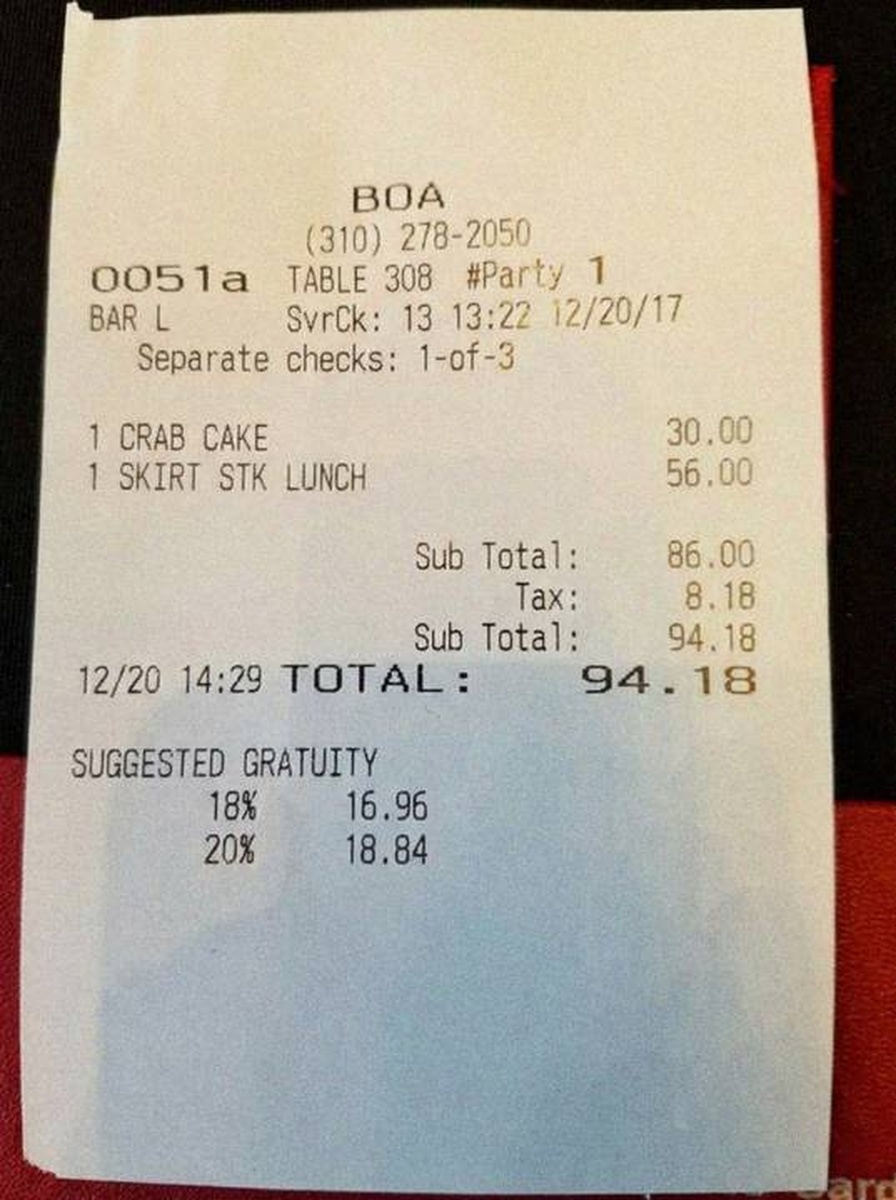 BOA
(310) 278-2050
0051a TABLE 308 #Party 1
BAR L SvrCk: 13 13:22 12/20/17
Separate checks: 1-of-3
1 CRAB CAKE 30.00
1 SKIRT STK LUNCH 56.00
Sub Total: 86.00
Tax: 8.18
Sub Total: 94.18
12/20 14:29 TOTAL: 94.18
SUGGESTED GRATUITY
18% 16.96
20% 18.84